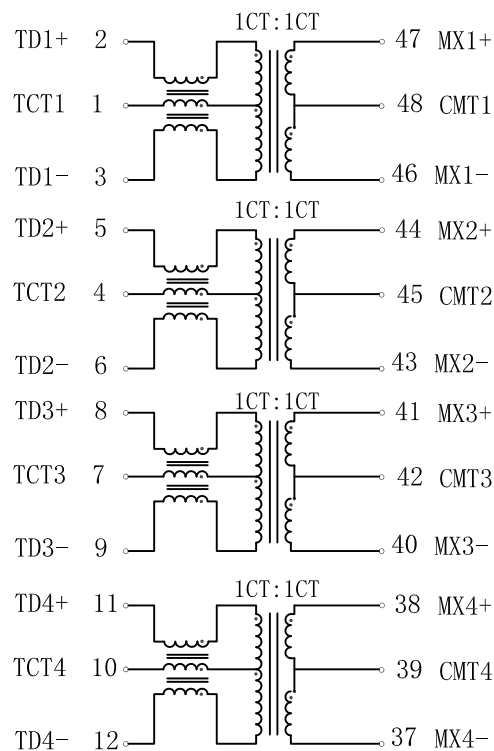 1CT:1CT
TD1+ 2 47 MX1+
TCT1 1 48 CMT1
TD1- 3 46 MX1-
1CT:1CT
TD2+ 5 44 MX2+
TCT2 4 45 CMT2
TD2- 6 43 MX2-
1CT:1CT
TD3+ 8 41 MX3+
TCT3 7 42 CMT3
TD3- 9 40 MX3-
1CT:1CT
TD4+ 11 38 MX4+
TCT4 10 39 CMT4
TD4- 12 37 MX4-